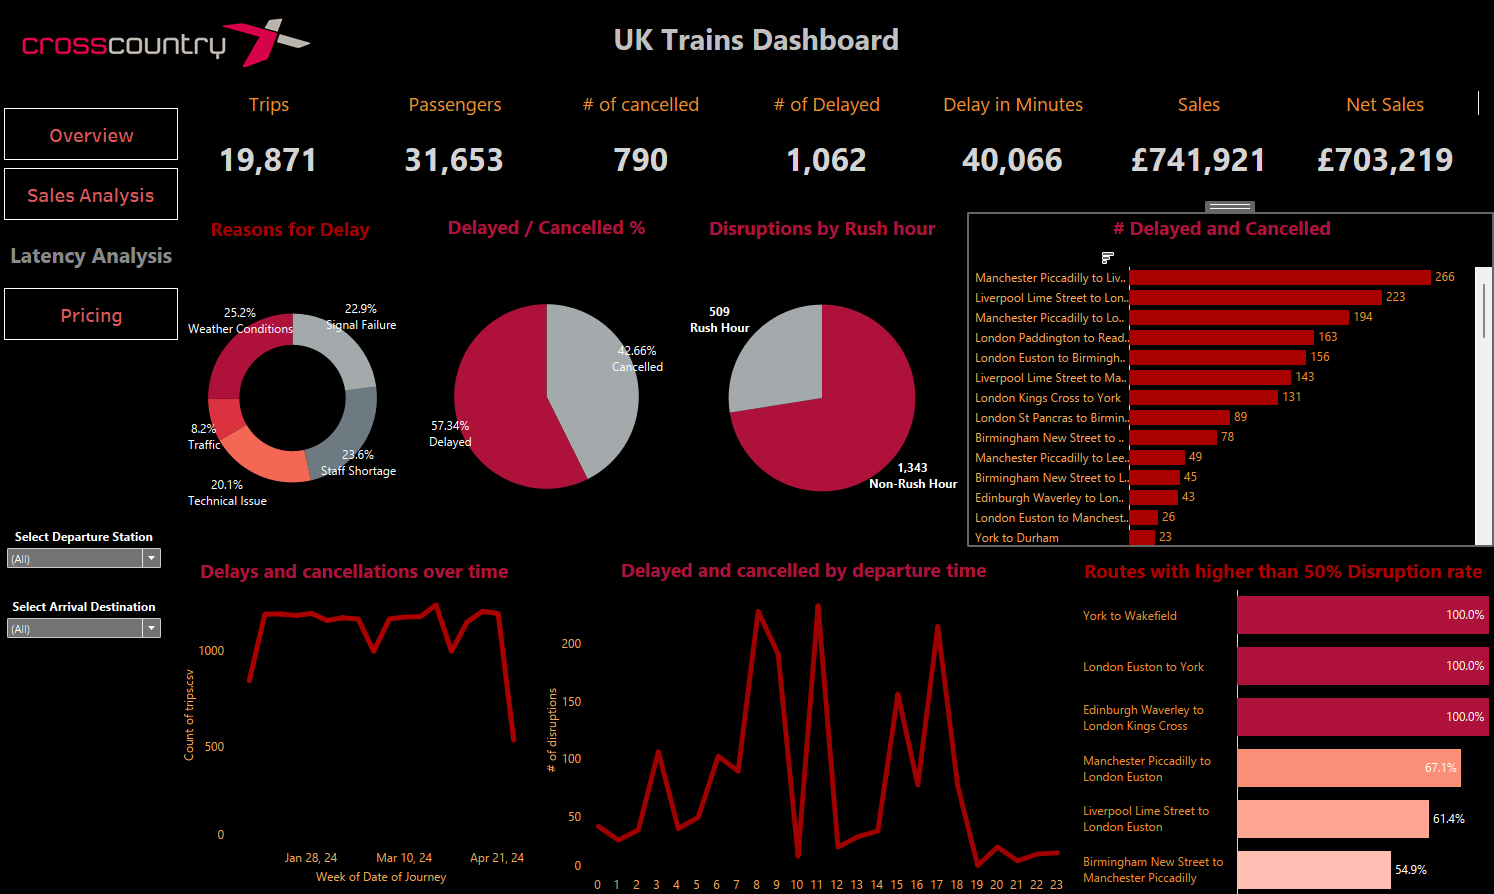 crosscountry
UK Trains Dashboard
Trips
Passengers
# of cancelled
# of Delayed
Delay in Minutes
Sales
Net Sales
19,871
31,653
790
1,062
40,066
£741,921
£703,219
Overview
Sales Analysis
Latency Analysis
Pricing
Select Departure Station
(All)
Select Arrival Destination
(All)
Reasons for Delay
25.2%
Weather Conditions
22.9%
Signal Failure
8.2%
Traffic
23.6%
Staff Shortage
20.1%
Technical Issue
Delayed / Cancelled %
42.66%
Cancelled
57.34%
Delayed
Disruptions by Rush hour
509
Rush Hour
1,343
Non-Rush Hour
# Delayed and Cancelled
Manchester Piccadilly to Liv.. 266
Liverpool Lime Street to Lon.. 223
Manchester Piccadilly to Lo.. 194
London Paddington to Read.. 163
London Euston to Birmingh.. 156
Liverpool Lime Street to Ma.. 143
London Kings Cross to York 131
London St Pancras to Birmin.. 89
Birmingham New Street to .. 78
Manchester Piccadilly to Lee.. 49
Birmingham New Street to L.. 45
Edinburgh Waverley to Lon.. 43
London Euston to Manchest.. 26
York to Durham 23
Delays and cancellations over time
Count of trips.csv
1000
500
0
Jan 28, 24 Mar 10, 24 Apr 21, 24
Week of Date of Journey
Delayed and cancelled by departure time
# of disruptions
200
150
100
50
0
0 1 2 3 4 5 6 7 8 9 10 11 12 13 14 15 16 17 18 19 20 21 22 23
Routes with higher than 50% Disruption rate
York to Wakefield 100.0%
London Euston to York 100.0%
Edinburgh Waverley to
London Kings Cross 100.0%
Manchester Piccadilly to
London Euston 67.1%
Liverpool Lime Street to
London Euston 61.4%
Birmingham New Street to
Manchester Piccadilly 54.9%